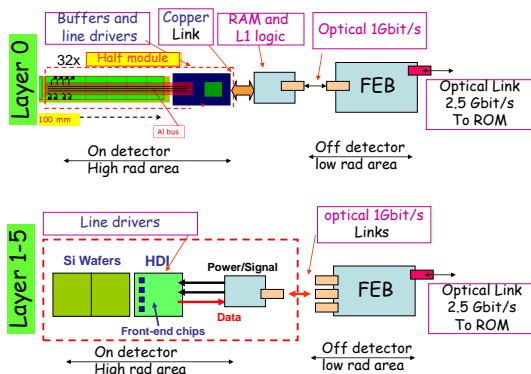 Layer 0
Buffers and
line drivers
Copper
Link
RAM and
L1 logic
Optical 1Gbit/s
32x
Half module
FEB
Optical Link
2,5 Gbit/s
To ROM
100 mm
Al bus
On detector
High rad area
Off detector
low rad area
Layer 1-5
Line drivers
optical 1Gbit/s
Links
Si Wafers
HDI
Power/Signal
FEB
Optical Link
2,5 Gbit/s
To ROM
Data
Front-end chips
On detector
High rad area
Off detector
low rad area